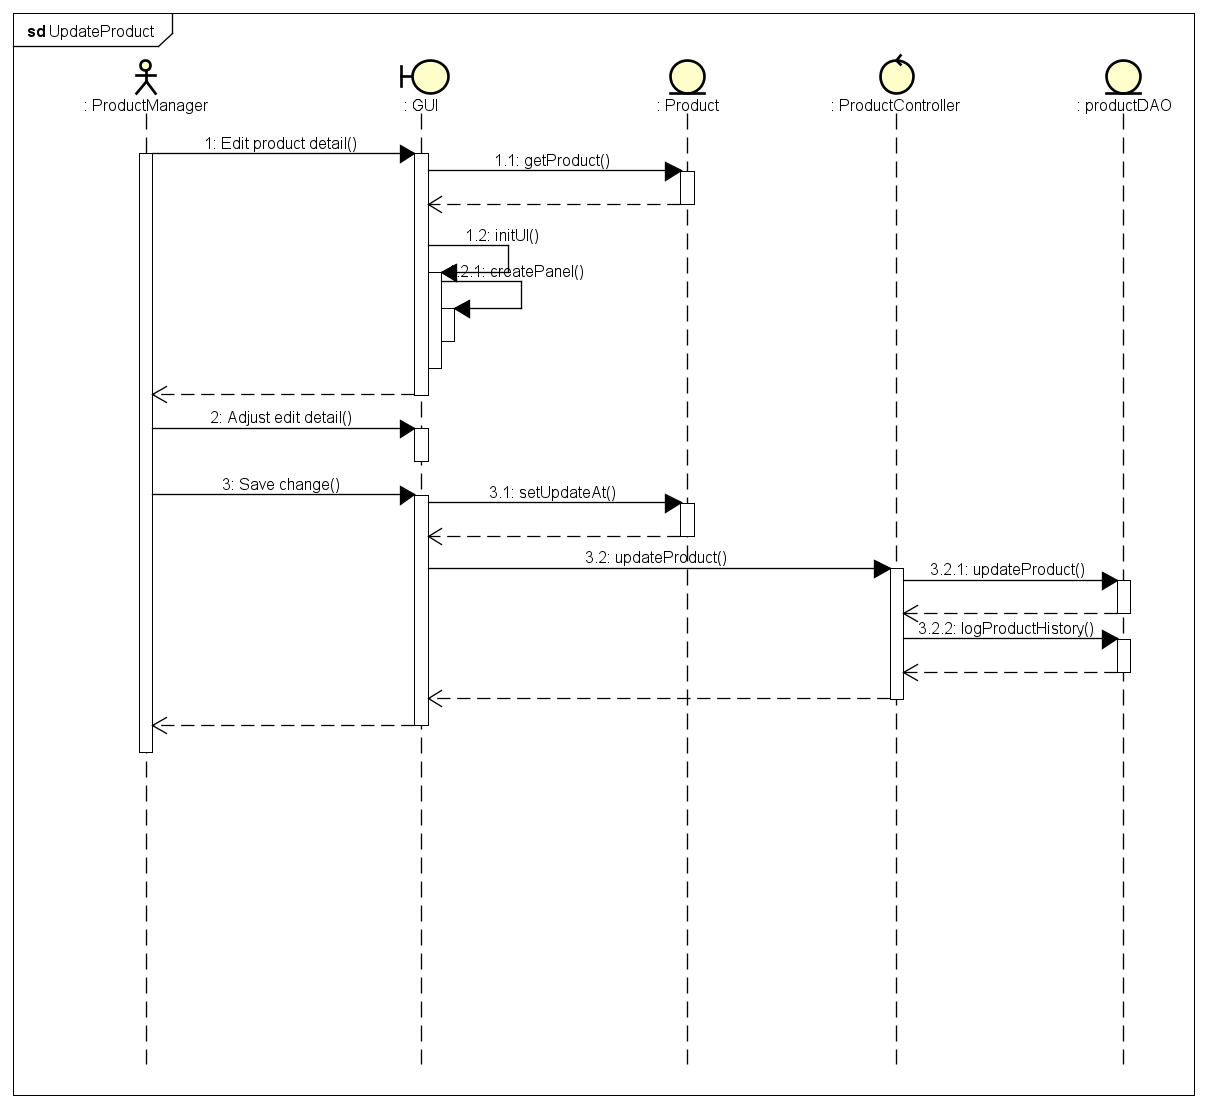 sd UpdateProduct
: ProductManager
: GUI
: Product
: ProductController
: productDAO
1: Edit product detail()
1.1: getProduct()
1.2: initUI()
.2.1: createPanel()
2: Adjust edit detail()
3: Save change()
3.1: setUpdateAt()
3.2: updateProduct()
3.2.1: updateProduct()
3.2.2: logProductHistory()